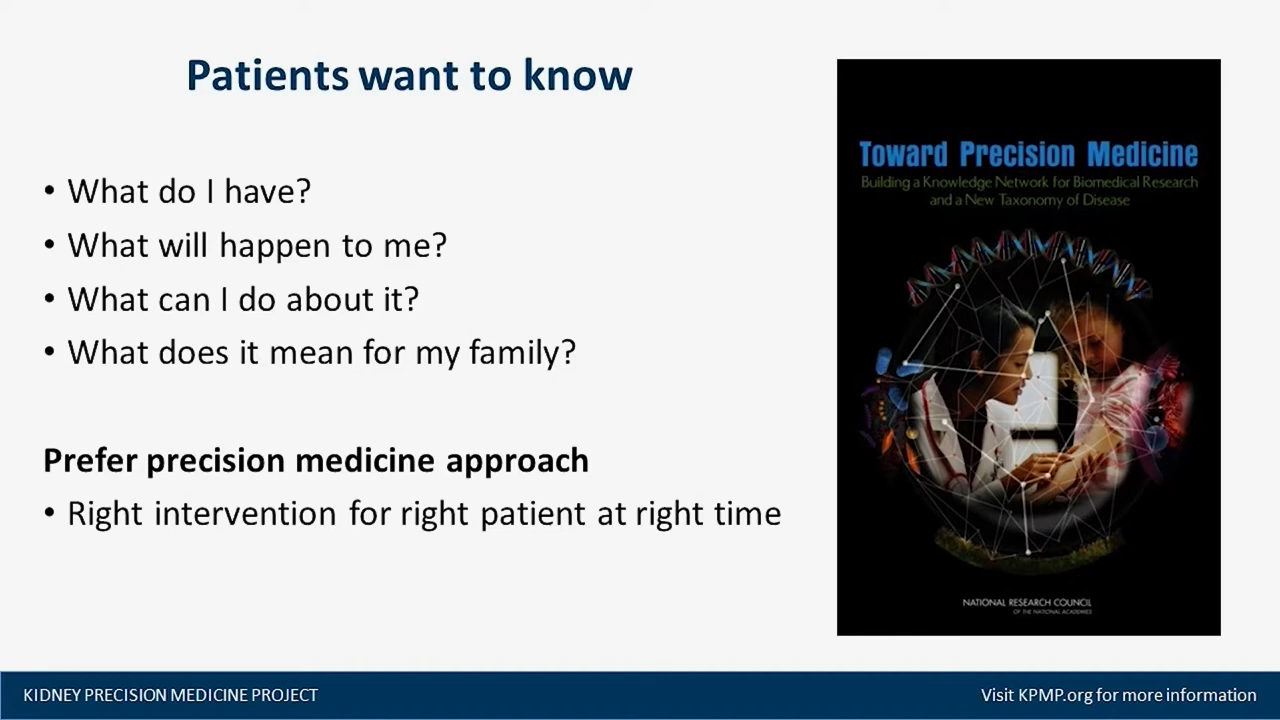 Patients want to know
• What do I have?
• What will happen to me?
• What can I do about it?
• What does it mean for my family?
Prefer precision medicine approach
• Right intervention for right patient at right time
Toward Precision Medicine
Building a Knowledge Network for Biomedical Research
and a New Taxonomy of Disease
NATIONAL RESEARCH COUNCIL
OF THE NATIONAL ACADEMIES
KIDNEY PRECISION MEDICINE PROJECT
Visit KPMP.org for more information